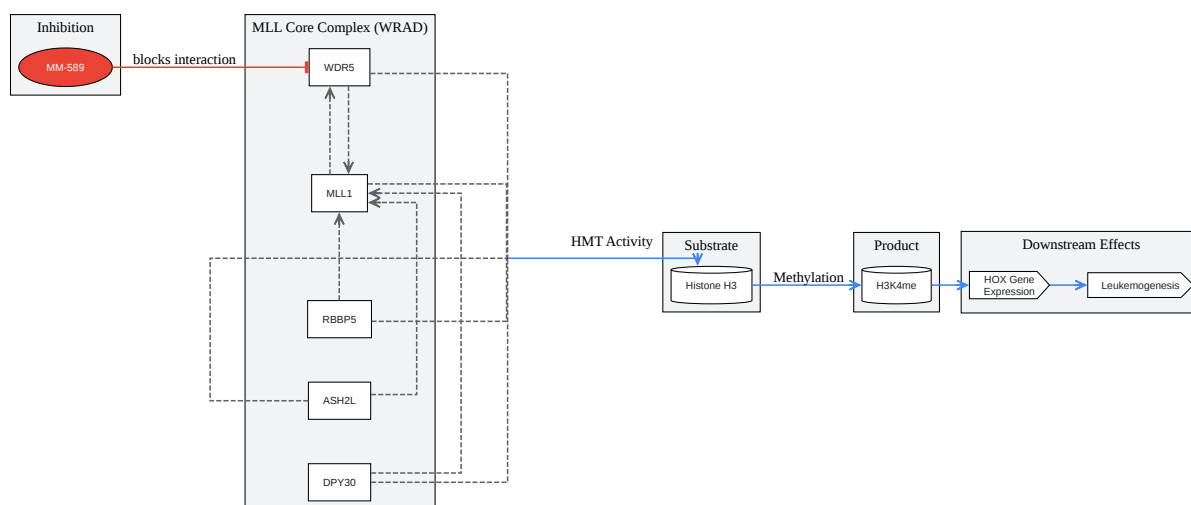 Inhibition
MM-589
blocks interaction
MLL Core Complex (WRAD)
WDR5
MLL1
RBBP5
ASH2L
DPY30
HMT Activity
Substrate
Histone H3
Methylation
Product
H3K4me
Downstream Effects
HOX Gene
Expression
Leukemogenesis